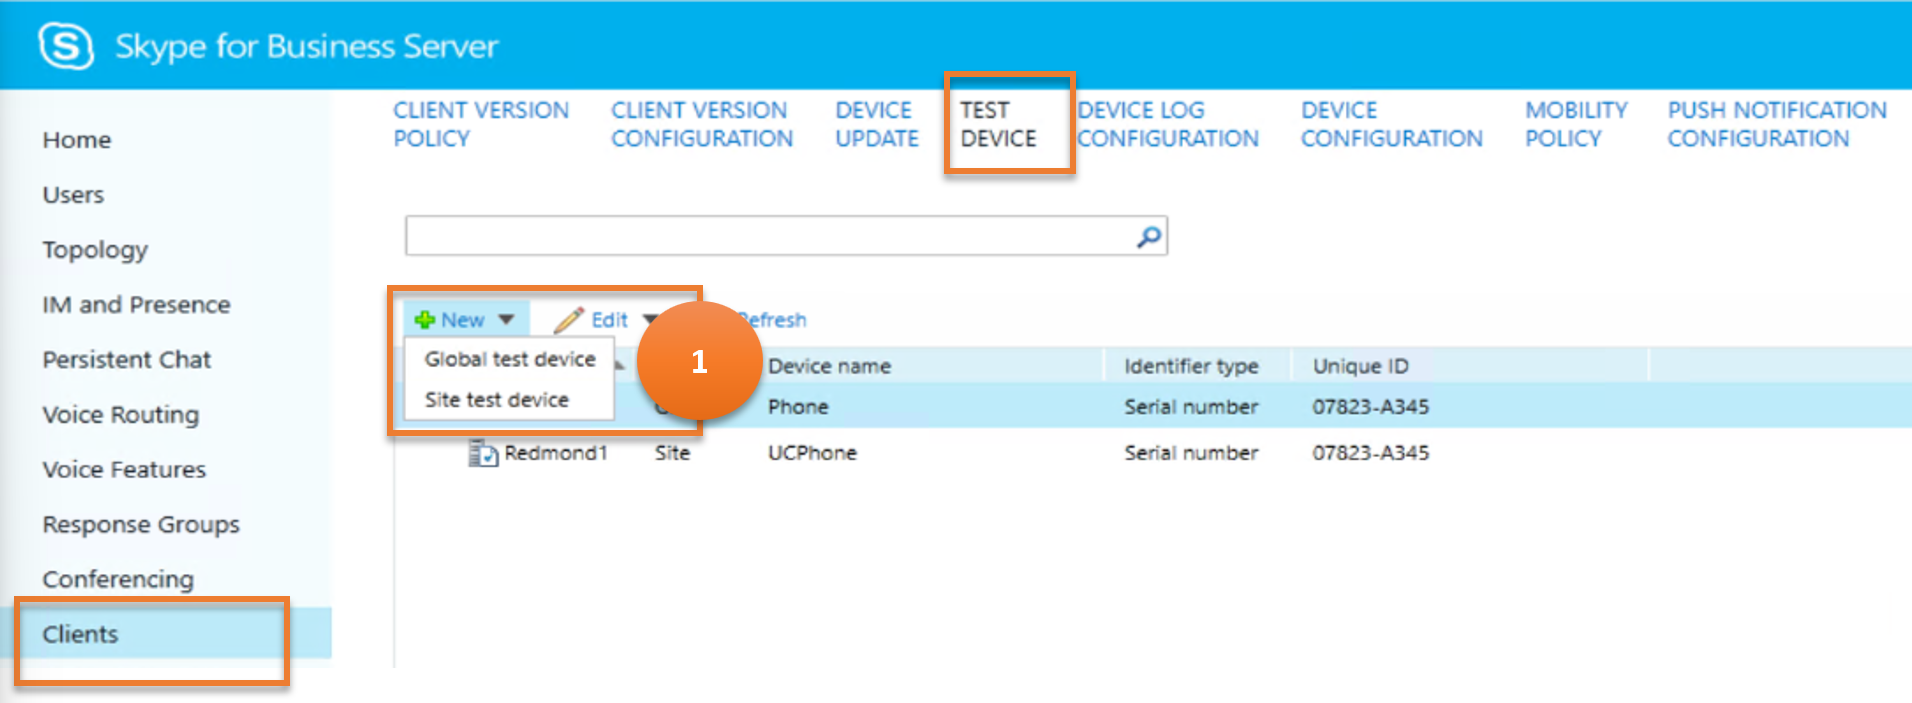 Skype for Business Server
CLIENT VERSION POLICY
CLIENT VERSION CONFIGURATION
DEVICE UPDATE
TEST DEVICE
DEVICE LOG CONFIGURATION
DEVICE CONFIGURATION
MOBILITY POLICY
PUSH NOTIFICATION CONFIGURATION
Home
Users
Topology
IM and Presence
Persistent Chat
Voice Routing
Voice Features
Response Groups
Conferencing
Clients
New Edit
Global test device
Site test device
1
Device name Identifier type Unique ID
Phone Serial number 07823-A345
Redmond1 Site UCPhone Serial number 07823-A345